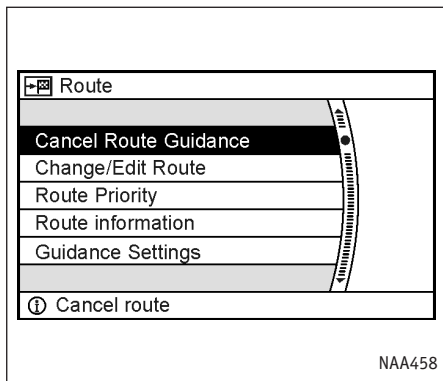 Route
Cancel Route Guidance
Change/Edit Route
Route Priority
Route information
Guidance Settings
Cancel route
NAA458